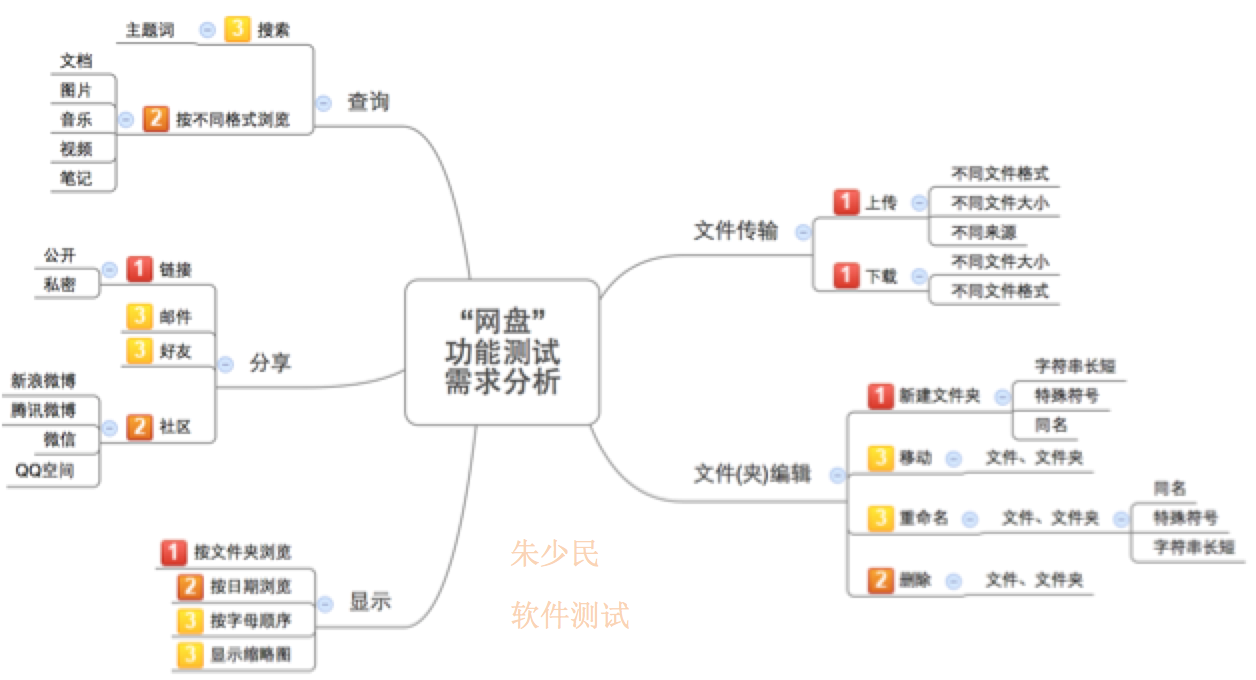 “网盘”
功能测试
需求分析
查询
3 搜索
主题词
2 按不同格式浏览
文档
图片
音乐
视频
笔记
分享
1 链接
公开
私密
3 邮件
3 好友
2 社区
新浪微博
腾讯微博
微信
QQ空间
显示
1 按文件夹浏览
2 按日期浏览
3 按字母顺序
3 显示缩略图
文件传输
1 上传
不同文件格式
不同文件大小
不同来源
1 下载
不同文件大小
不同文件格式
文件(夹)编辑
1 新建文件夹
字符串长短
特殊符号
同名
3 移动
文件、文件夹
3 重命名
文件、文件夹
同名
特殊符号
字符串长短
2 删除
文件、文件夹
朱少民
软件测试